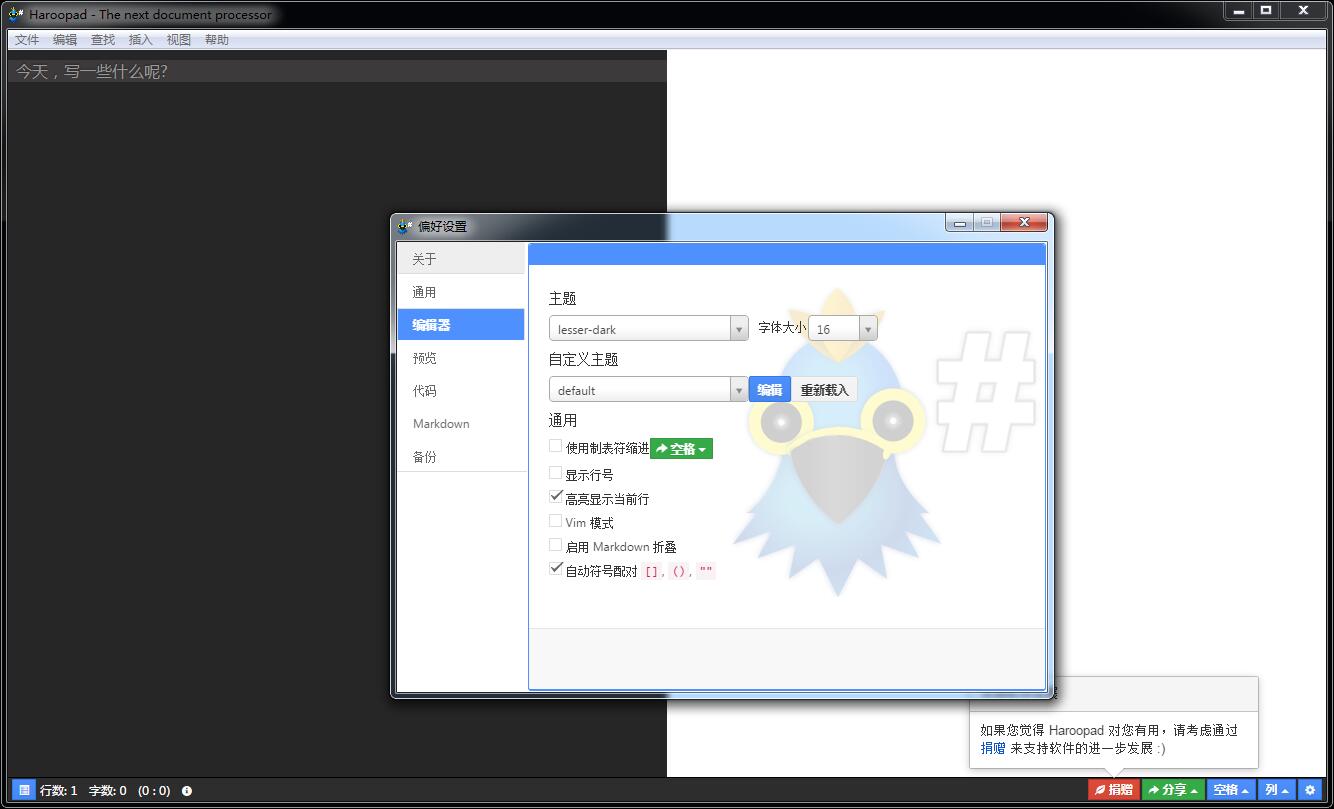 Haroopad - The next document processor
文件 编辑 查找 插入 视图 帮助
今天，写一些什么呢?
偏好设置
关于
通用
编辑器
预览
代码
Markdown
备份
主题
lesser-dark 字体大小 16
自定义主题
default 编辑 重新载入
通用
使用制表符缩进 空格
显示行号
高亮显示当前行
Vim 模式
启用 Markdown 折叠
自动符号配对 [], (), ""
#
如果您觉得 Haroopad 对您有用，请考虑通过
捐赠 来支持软件的进一步发展 :)
行数: 1 字数: 0 (0 : 0) 捐赠 分享 空格 列